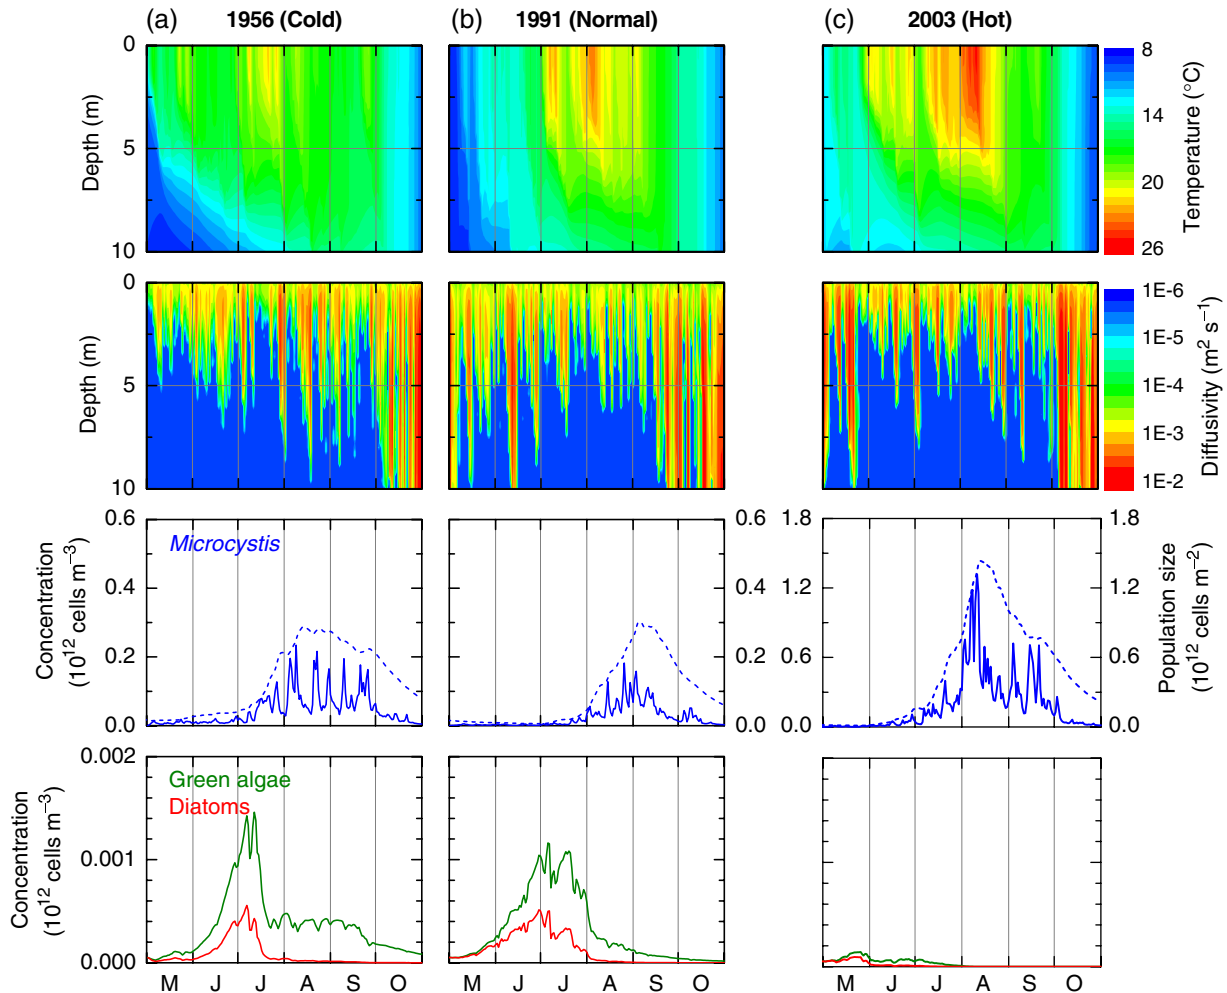 (a) 1956 (Cold) (b) 1991 (Normal) (c) 2003 (Hot)
0
5
10
Depth (m)
8
14
20
26
Temperature (°C)
0
5
10
Depth (m)
1E-6
1E-5
1E-4
1E-3
1E-2
Diffusivity (m² s⁻¹)
Microcystis
0.6
0.4
0.2
0.0
Concentration
(10¹² cells m⁻³)
0.6 1.8
0.4 1.2
0.2 0.6
0.0 0.0
1.8
1.2
0.6
0.0
Population size
(10¹² cells m⁻²)
Green algae
Diatoms
0.002
0.001
0.000
Concentration
(10¹² cells m⁻³)
M J J A S O M J J A S O M J J A S O